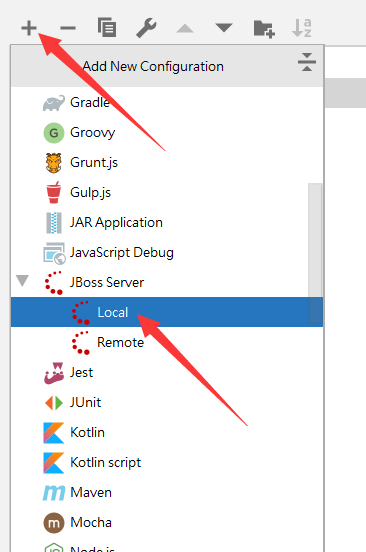 Add New Configuration
Gradle
Groovy
Grunt.js
Gulp.js
JAR Application
JavaScript Debug
JBoss Server
Local
Remote
Jest
JUnit
Kotlin
Kotlin script
Maven
Mocha
Node.js